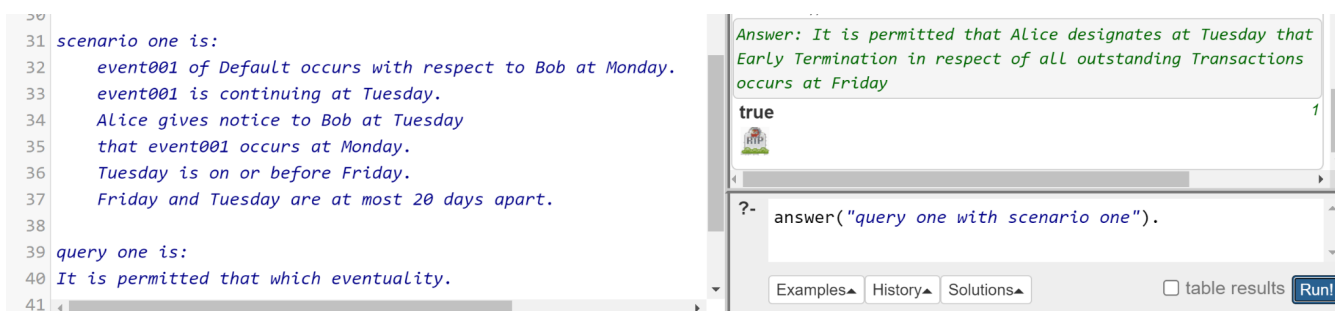 31 scenario one is:
32 event001 of Default occurs with respect to Bob at Monday.
33 event001 is continuing at Tuesday.
34 Alice gives notice to Bob at Tuesday
35 that event001 occurs at Monday.
36 Tuesday is on or before Friday.
37 Friday and Tuesday are at most 20 days apart.
38
39 query one is:
40 It is permitted that which eventuality.
41
Answer: It is permitted that Alice designates at Tuesday that
Early Termination in respect of all outstanding Transactions
occurs at Friday
true 1
RIP
?- answer("query one with scenario one").
Examples▴ History▴ Solutions▴ table results Run!